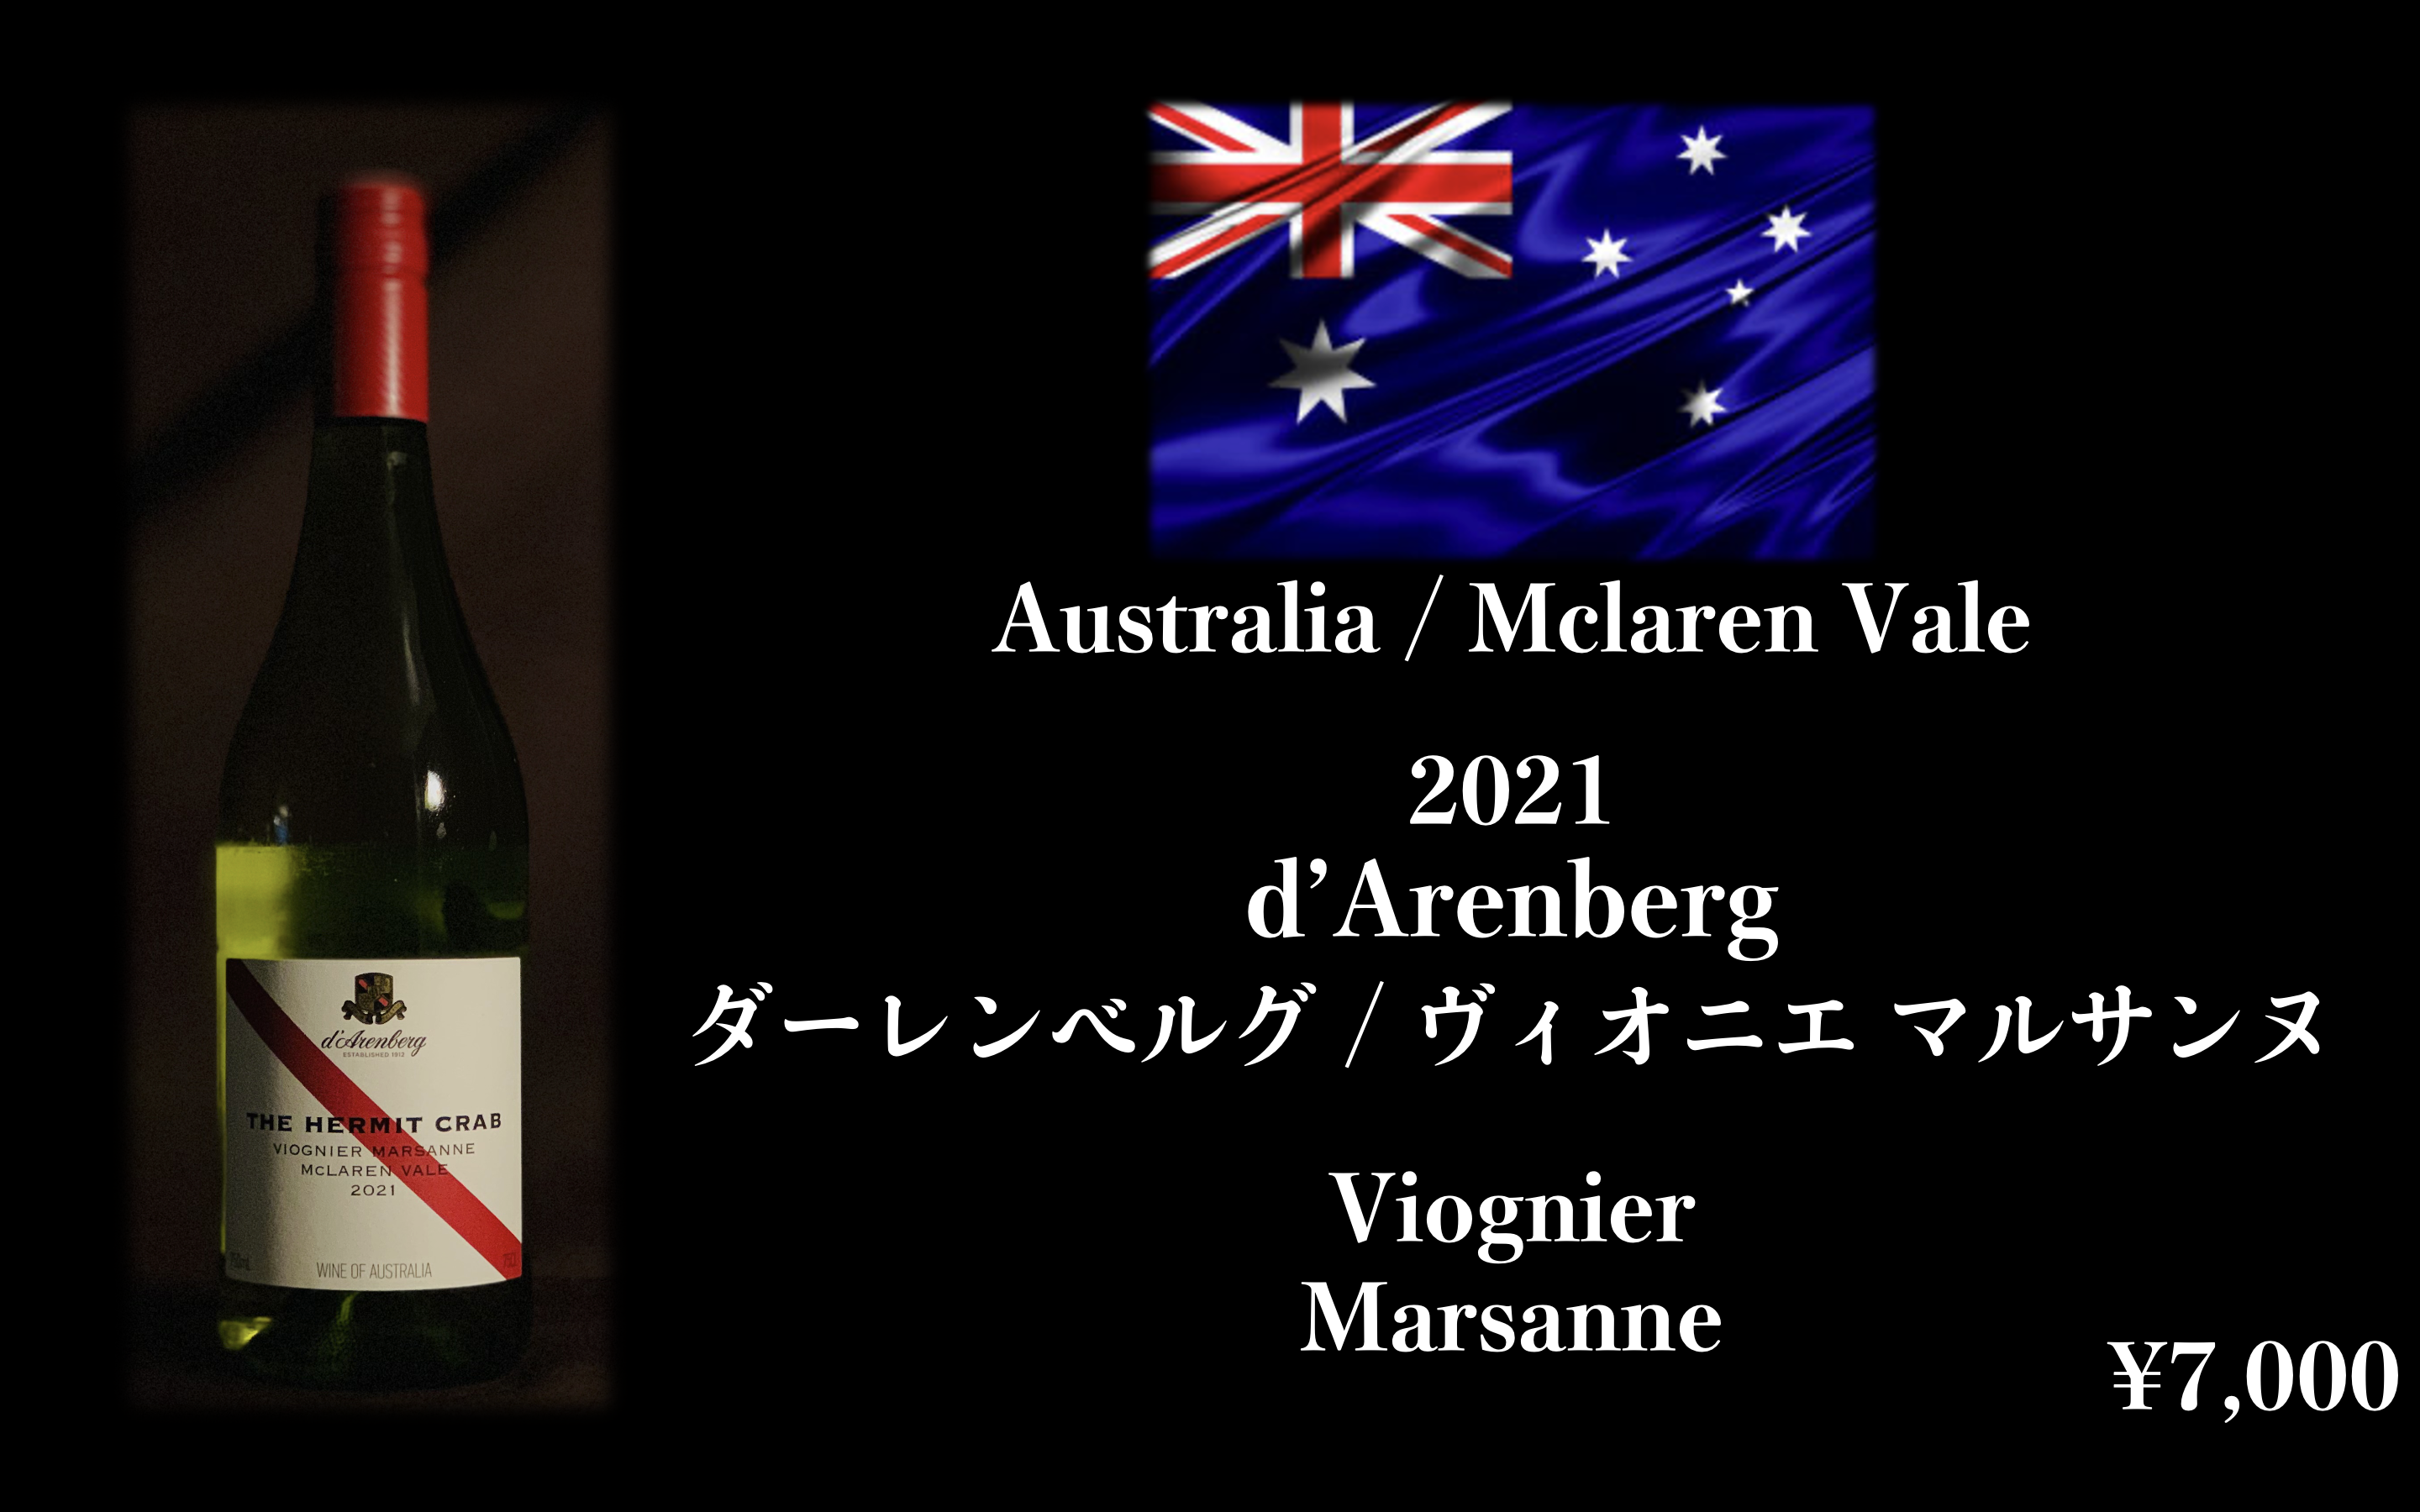 d'Arenberg
ESTABLISHED 1912
THE HERMIT CRAB
VIOGNIER MARSANNE
McLAREN VALE
2021
750mL
WINE OF AUSTRALIA
Australia / Mclaren Vale
2021
d’Arenberg
ダーレンベルグ / ヴィオニエ マルサンヌ
Viognier
Marsanne
¥7,000